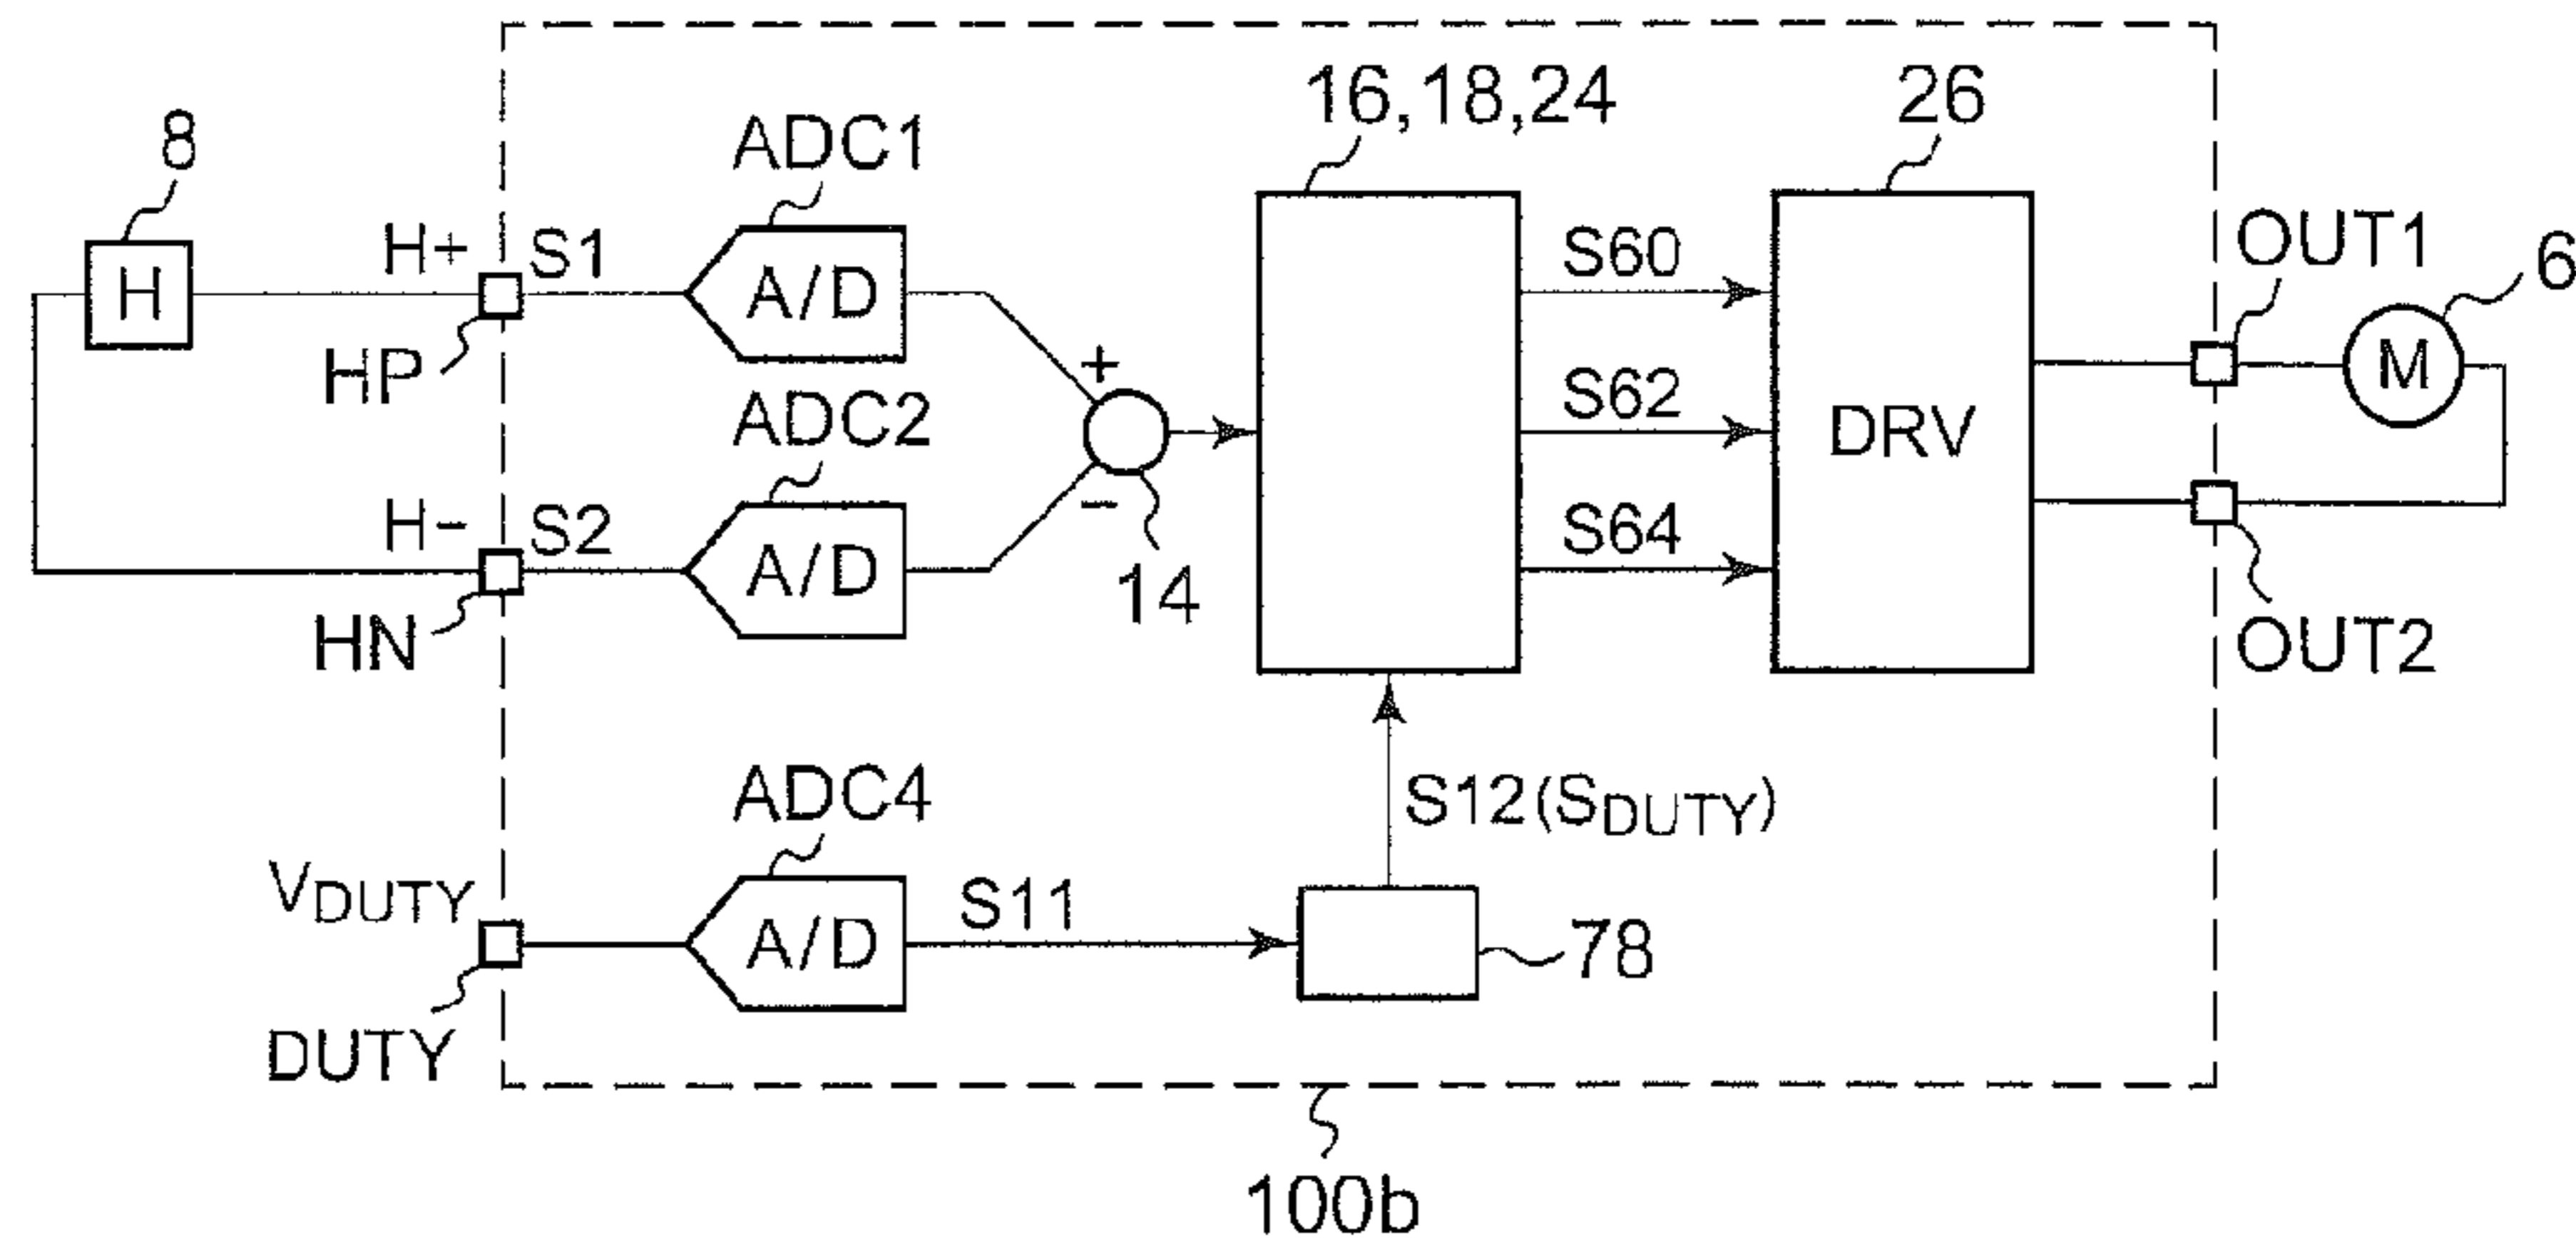 16,18,24
26
8
ADC1
H+
S1
OUT1
6
H
A/D
S60
HP
+
M
ADC2
S62
DRV
H-
S2
-
S64
A/D
14
HN
OUT2
ADC4
S12(SDUTY)
VDUTY
S11
A/D
78
DUTY
100b